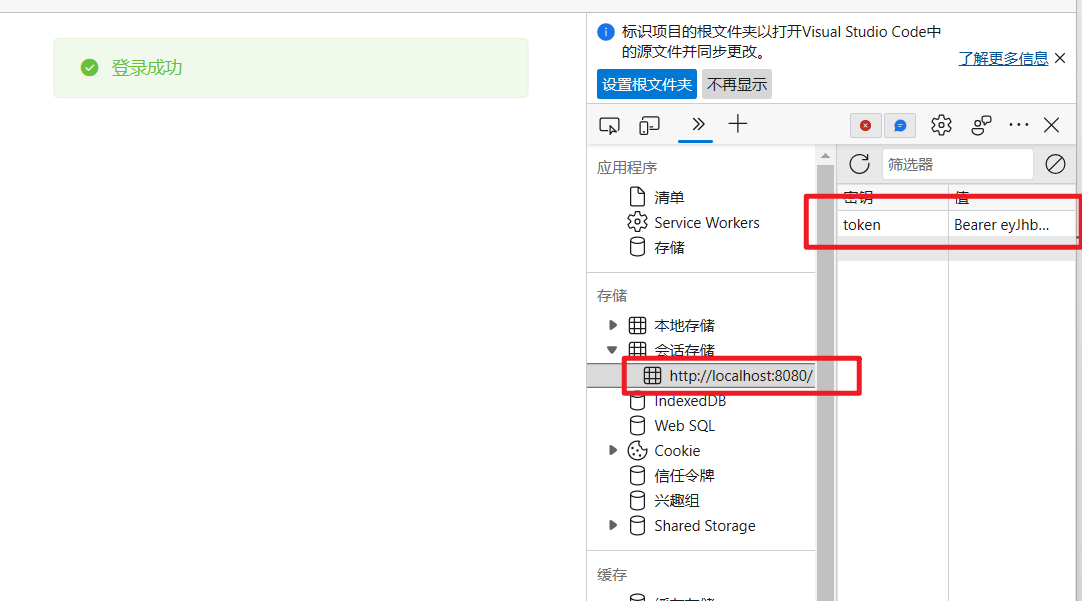 登录成功
标识项目的根文件夹以打开Visual Studio Code中
的源文件并同步更改。
了解更多信息
设置根文件夹 不再显示
筛选器
应用程序
清单
Service Workers
存储
密钥 值
token Bearer eyJhb...
存储
本地存储
会话存储
http://localhost:8080/
IndexedDB
Web SQL
Cookie
信任令牌
兴趣组
Shared Storage
缓存
缓存存储